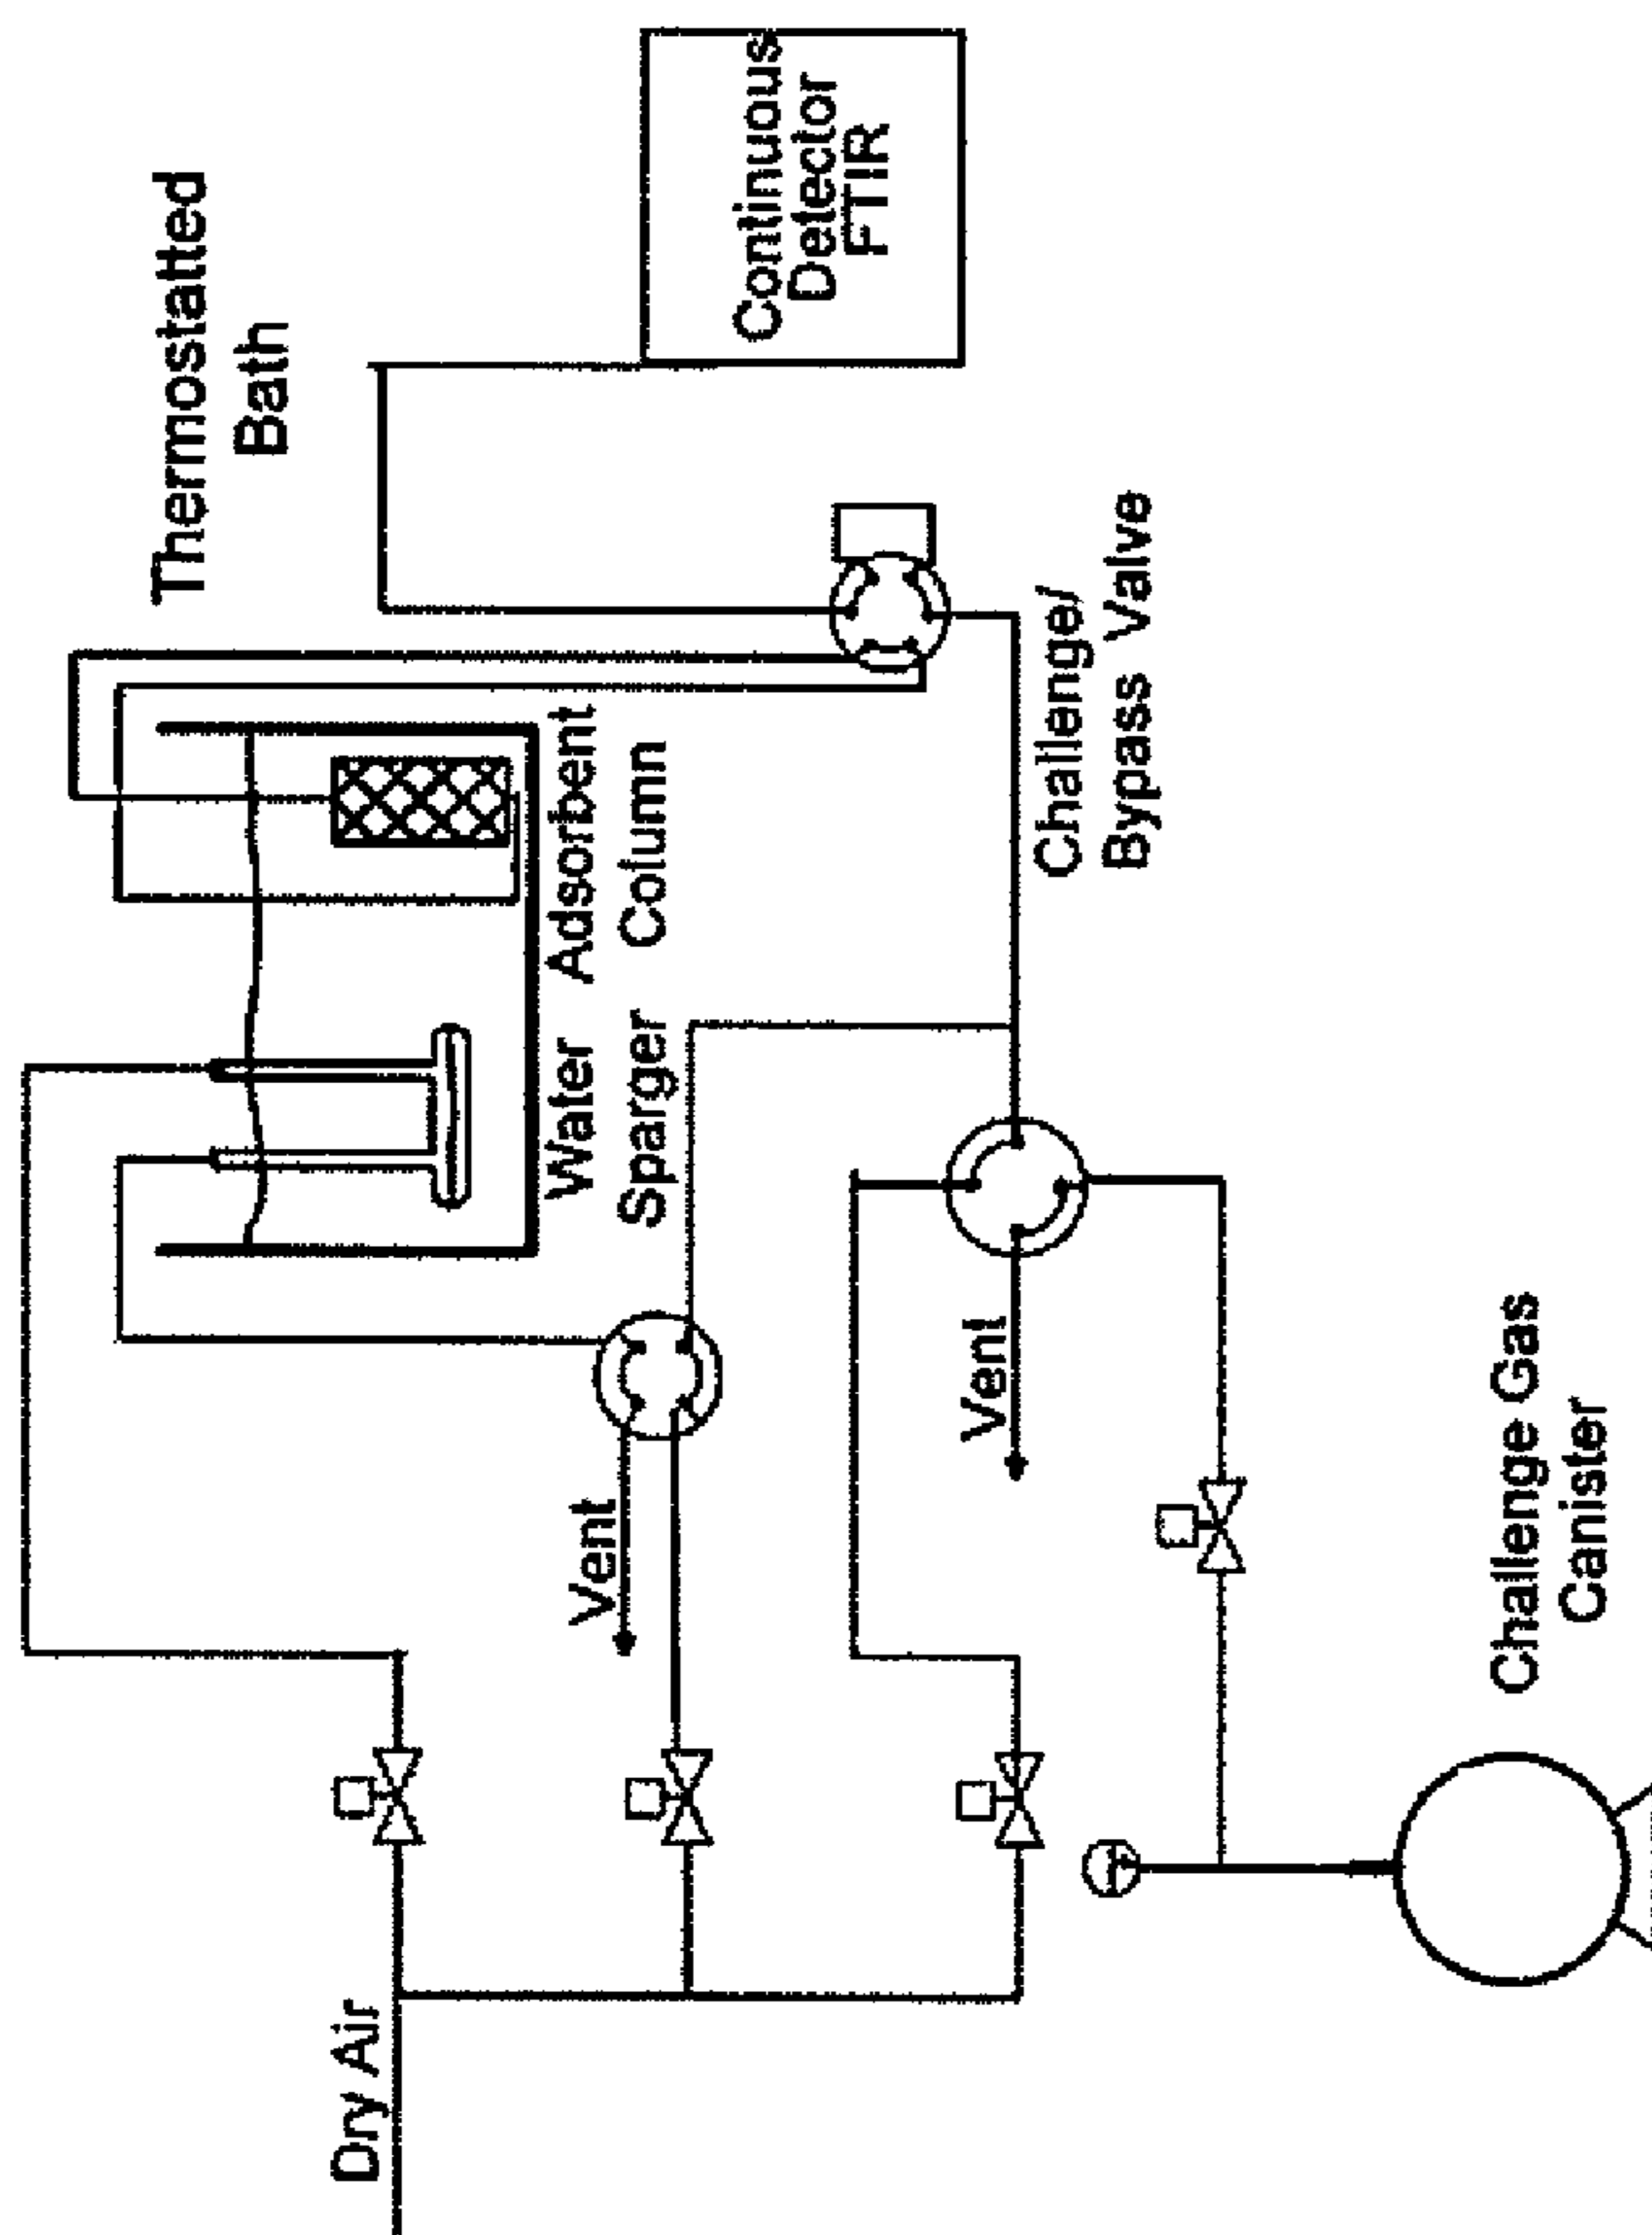 Thermostatted
Bath
Continuous
Detector
FTIR
Water Adsorbent
Sparger Column
Challenge/
Bypass Valve
Vent
Vent
Dry Air
Challenge Gas
Canister